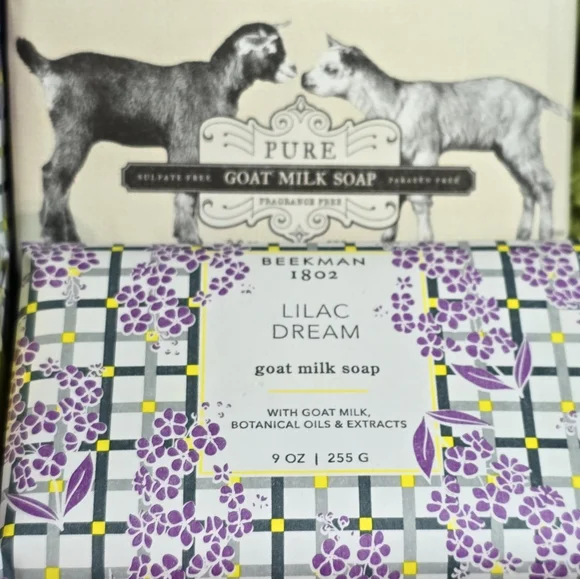 PURE
SULFATE FREE GOAT MILK SOAP PARABEN FREE
FRAGRANCE FREE
BEEKMAN
1802
LILAC
DREAM
goat milk soap
WITH GOAT MILK,
BOTANICAL OILS & EXTRACTS
9 OZ | 255 G